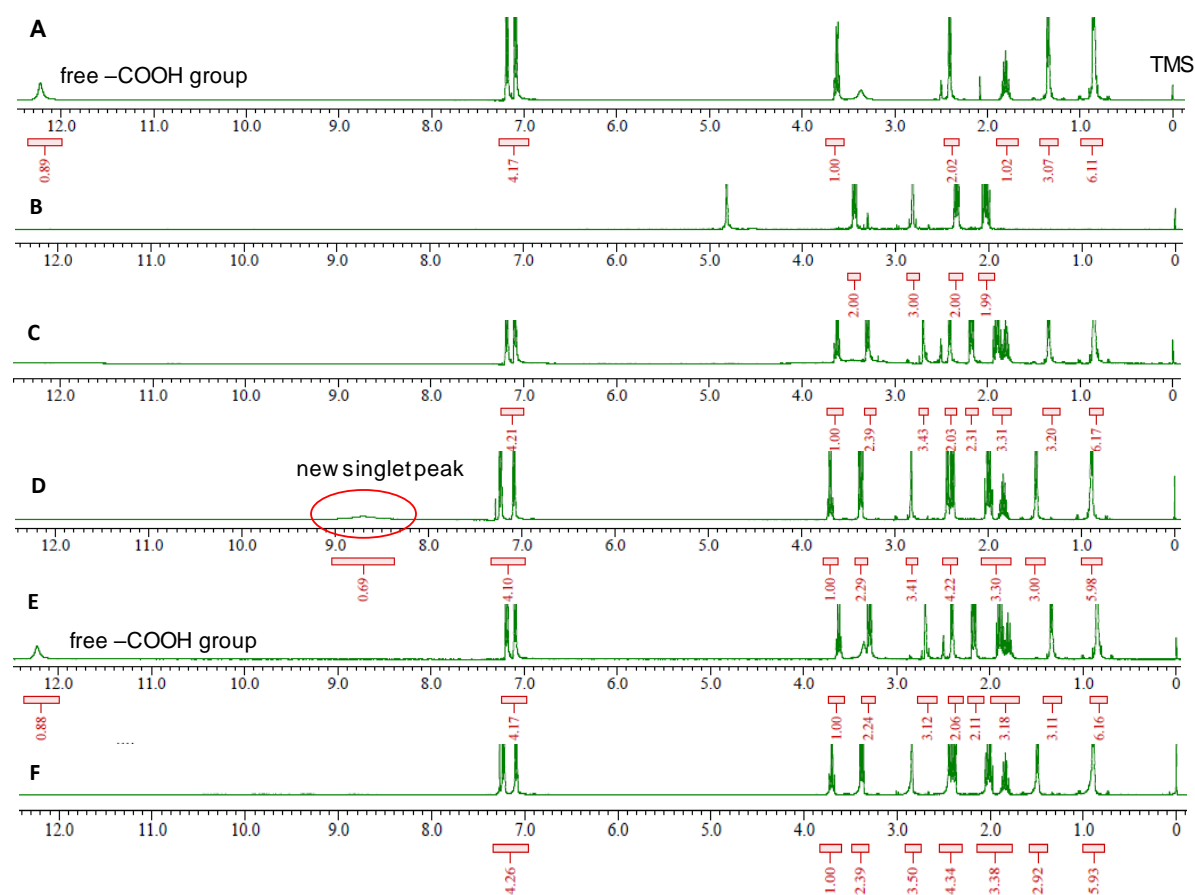 A
free –COOH group
TMS
12.0 11.0 10.0 9.0 8.0 7.0 6.0 5.0 4.0 3.0 2.0 1.0 0
0.89 4.17 1.00 2.02 1.02 3.07 6.11
B
12.0 11.0 10.0 9.0 8.0 7.0 6.0 5.0 4.0 3.0 2.0 1.0 0
2.00 3.00 2.00 1.99
C
12.0 11.0 10.0 9.0 8.0 7.0 6.0 5.0 4.0 3.0 2.0 1.0 0
4.21 1.00 2.39 3.43 2.03 2.31 3.31 3.20 6.17
new singlet peak
D
12.0 11.0 10.0 9.0 8.0 7.0 6.0 5.0 4.0 3.0 2.0 1.0 0
0.69 4.10 1.00 2.29 3.41 4.22 3.30 3.00 5.98
E
free –COOH group
12.0 11.0 10.0 9.0 8.0 7.0 6.0 5.0 4.0 3.0 2.0 1.0 0
0.88 4.17 1.00 2.24 3.12 2.06 2.11 3.18 3.11 6.16
F
12.0 11.0 10.0 9.0 8.0 7.0 6.0 5.0 4.0 3.0 2.0 1.0 0
4.26 1.00 2.39 3.50 4.34 3.38 2.92 5.93